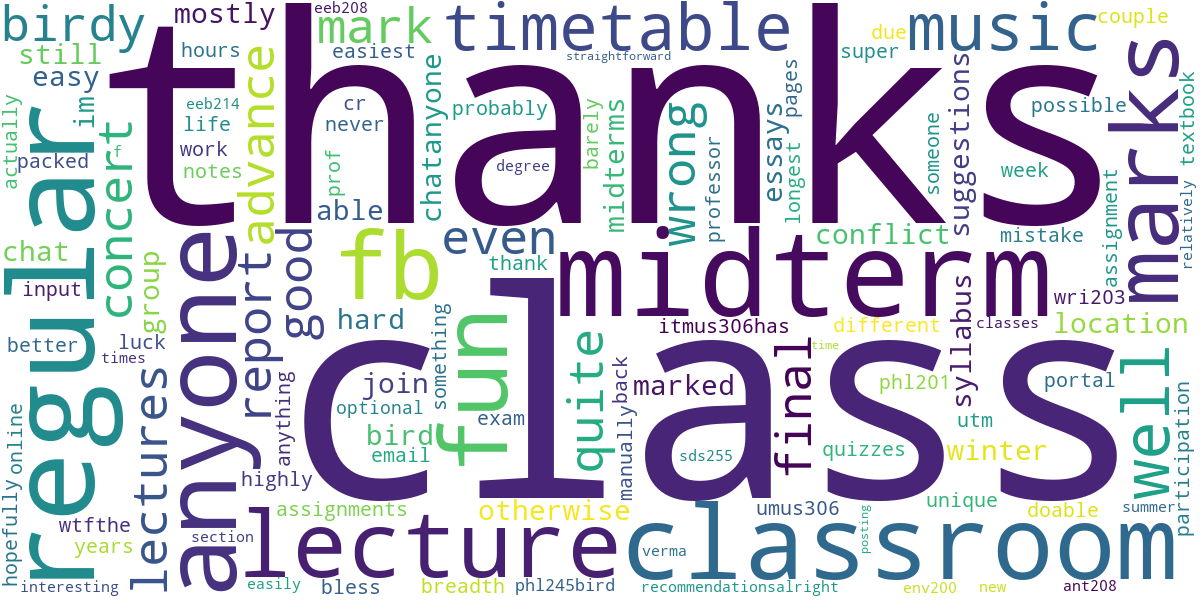 birdy
mostly
eeb208
mark
timetable
music
couple
still
hours
easiest
straightforward
super
due
easy
thanks
marks
im
eeb214
advance
cr
chatanyone
probably
barely
midterms
wrong
essays
pages
suggestions
possible
textbook
actually
packed
life
never
regular
concert
f
work
notes
prof
able
degree
professor
longest
someone
week
assignment
relatively
chat
input
group
anyone
report
good
fb
even
thank
midterm
conflict
mistake
wri203
better
luck
times
hard
itmus306has
different
classes
location
time
class
fun
something
quite
back
marked
final
syllabus
phl201
portal
well
lectures
anything
join
optional
bird
email
exam
manually
sds255
quizzes
utm
winter
participation
hopefully
online
highly
wtfthe
years
assignments
otherwise
umus306
unique
doable
summer
section
lecture
verma
classroom
posting
interesting
easily
bless
breadth
phl245bird
recommendationsalright
env200
new
ant208